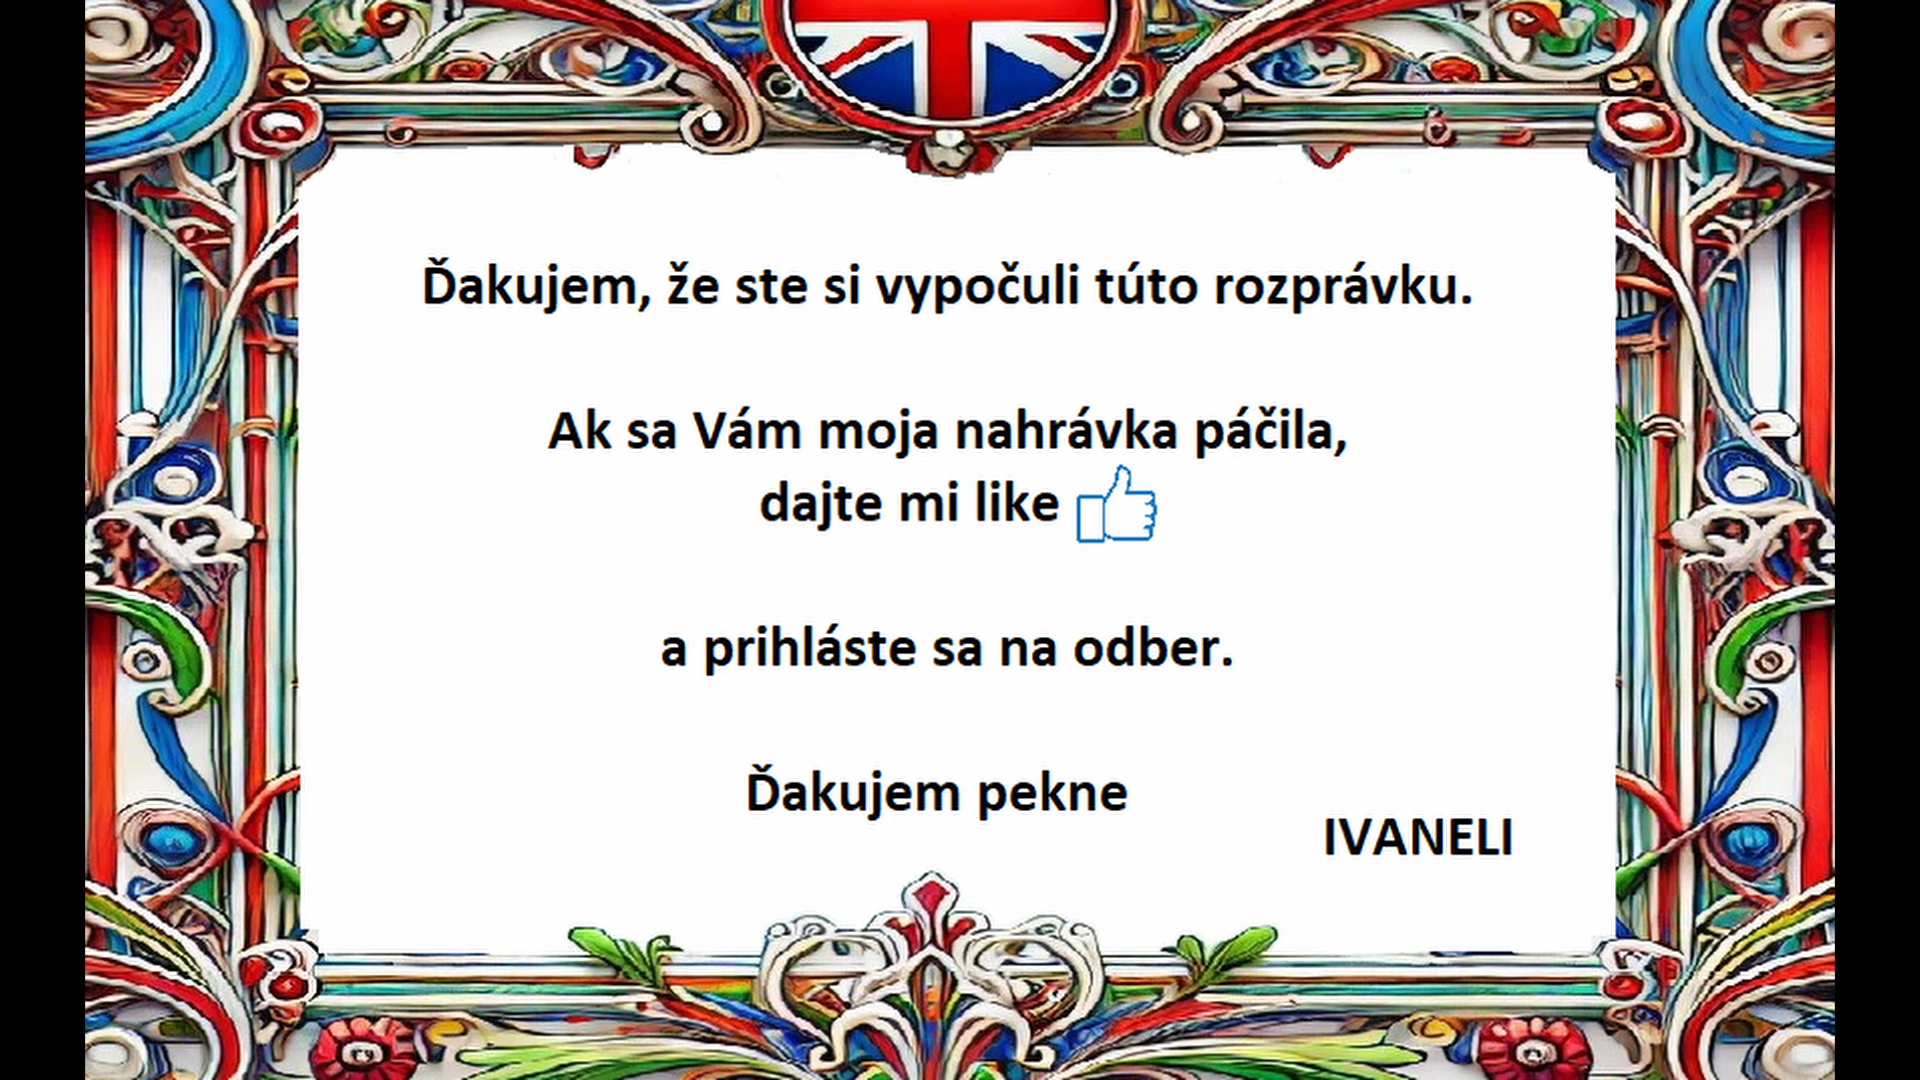 Ďakujem, že ste si vypočuli túto rozprávku.
Ak sa Vám moja nahrávka páčila,
dajte mi like
a prihláste sa na odber.
Ďakujem pekne
IVANELI